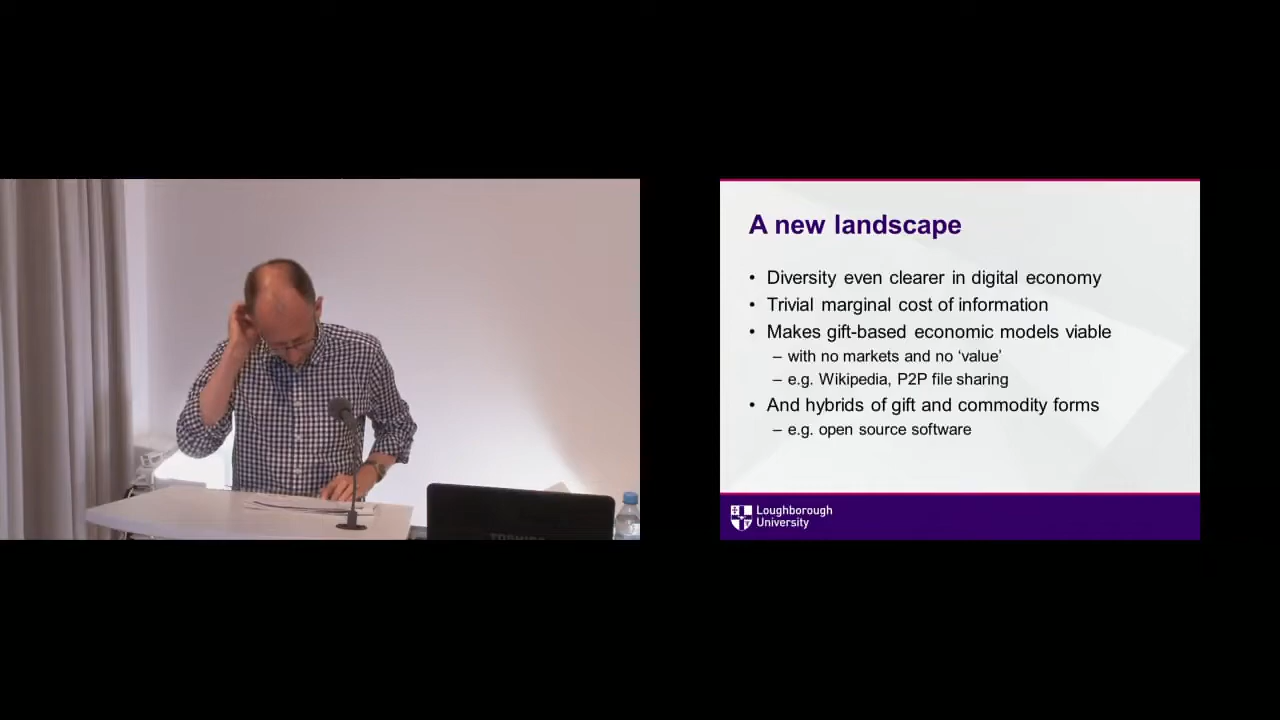 A new landscape
• Diversity even clearer in digital economy
• Trivial marginal cost of information
• Makes gift-based economic models viable
– with no markets and no ‘value’
– e.g. Wikipedia, P2P file sharing
• And hybrids of gift and commodity forms
– e.g. open source software
Loughborough
University
TOSHIBA